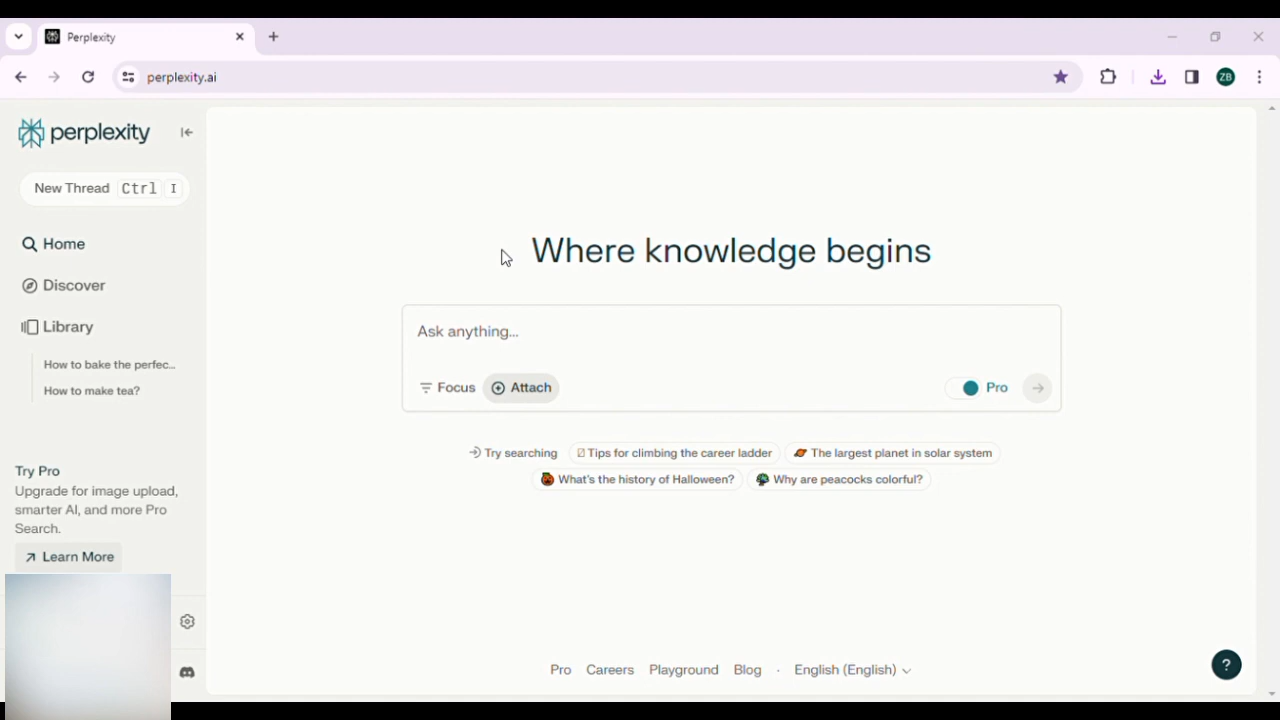 Perplexity
perplexity.ai
ZB
perplexity
New Thread Ctrl I
Home
Discover
Library
How to bake the perfec...
How to make tea?
Try Pro
Upgrade for image upload,
smarter AI, and more Pro
Search.
Learn More
Where knowledge begins
Ask anything...
Focus Attach Pro
Try searching Tips for climbing the career ladder The largest planet in solar system
What's the history of Halloween? Why are peacocks colorful?
Pro Careers Playground Blog · English (English)
?